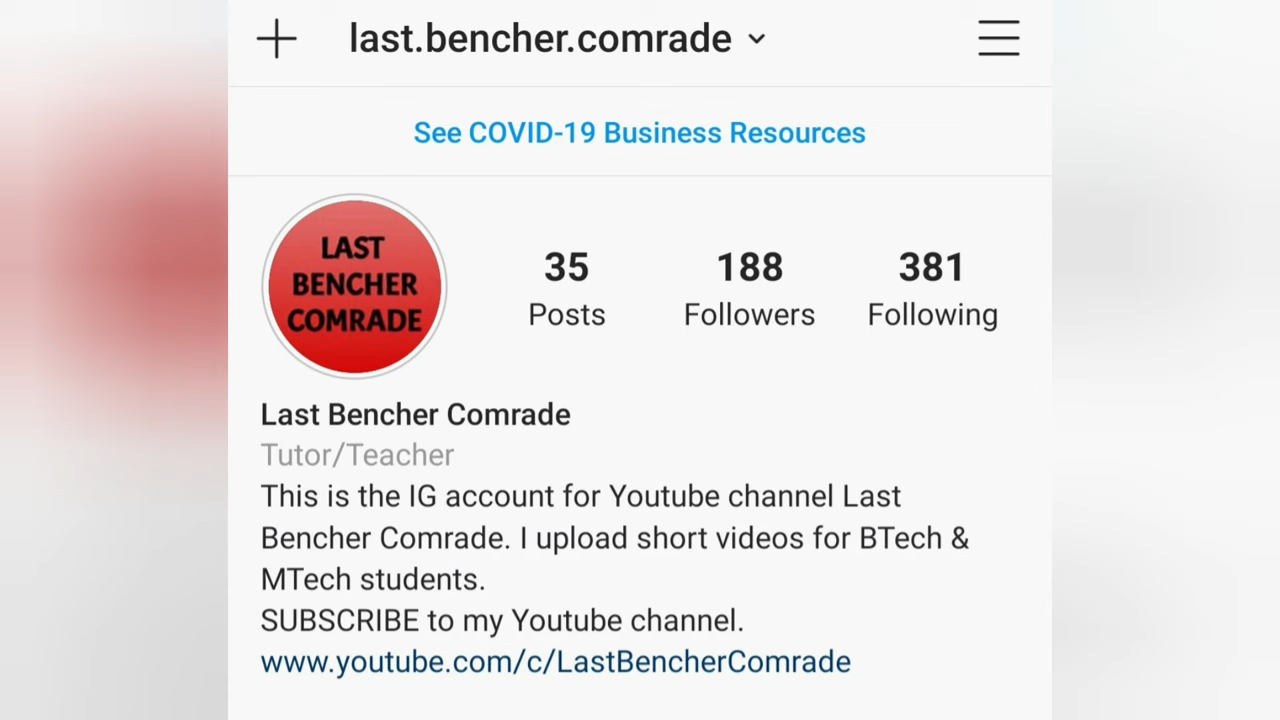 last.bencher.comrade
See COVID-19 Business Resources
LAST
BENCHER
COMRADE
35
Posts
188
Followers
381
Following
Last Bencher Comrade
Tutor/Teacher
This is the IG account for Youtube channel Last
Bencher Comrade. I upload short videos for BTech &
MTech students.
SUBSCRIBE to my Youtube channel.
www.youtube.com/c/LastBencherComrade